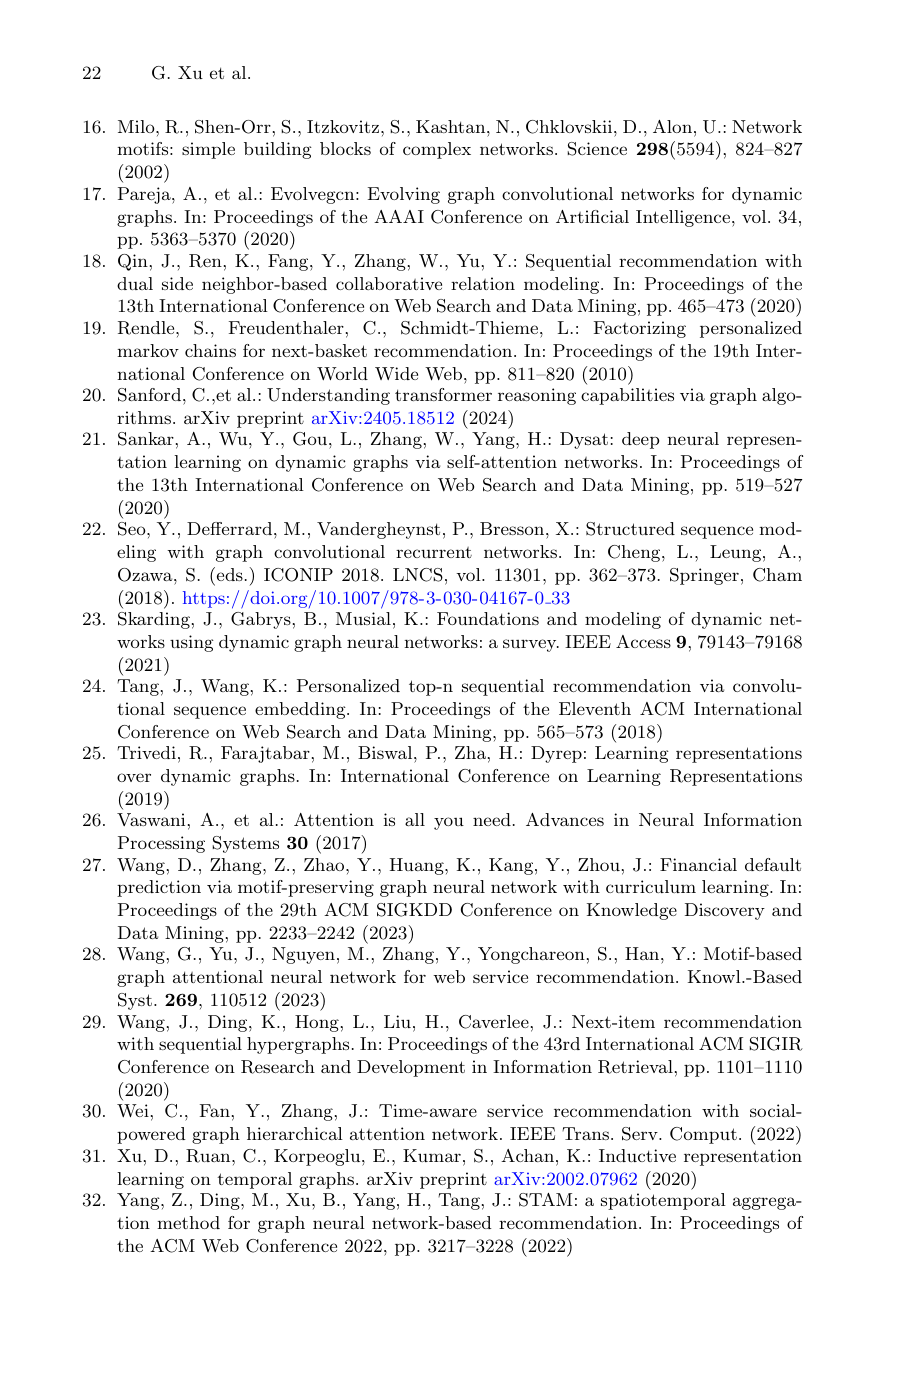 22 G. Xu et al.
16. Milo, R., Shen-Orr, S., Itzkovitz, S., Kashtan, N., Chklovskii, D., Alon, U.: Network
motifs: simple building blocks of complex networks. Science 298(5594), 824–827
(2002)
17. Pareja, A., et al.: Evolvegcn: Evolving graph convolutional networks for dynamic
graphs. In: Proceedings of the AAAI Conference on Artificial Intelligence, vol. 34,
pp. 5363–5370 (2020)
18. Qin, J., Ren, K., Fang, Y., Zhang, W., Yu, Y.: Sequential recommendation with
dual side neighbor-based collaborative relation modeling. In: Proceedings of the
13th International Conference on Web Search and Data Mining, pp. 465–473 (2020)
19. Rendle, S., Freudenthaler, C., Schmidt-Thieme, L.: Factorizing personalized
markov chains for next-basket recommendation. In: Proceedings of the 19th Inter-
national Conference on World Wide Web, pp. 811–820 (2010)
20. Sanford, C.,et al.: Understanding transformer reasoning capabilities via graph algo-
rithms. arXiv preprint arXiv:2405.18512 (2024)
21. Sankar, A., Wu, Y., Gou, L., Zhang, W., Yang, H.: Dysat: deep neural represen-
tation learning on dynamic graphs via self-attention networks. In: Proceedings of
the 13th International Conference on Web Search and Data Mining, pp. 519–527
(2020)
22. Seo, Y., Defferrard, M., Vandergheynst, P., Bresson, X.: Structured sequence mod-
eling with graph convolutional recurrent networks. In: Cheng, L., Leung, A.,
Ozawa, S. (eds.) ICONIP 2018. LNCS, vol. 11301, pp. 362–373. Springer, Cham
(2018). https://doi.org/10.1007/978-3-030-04167-0_33
23. Skarding, J., Gabrys, B., Musial, K.: Foundations and modeling of dynamic net-
works using dynamic graph neural networks: a survey. IEEE Access 9, 79143–79168
(2021)
24. Tang, J., Wang, K.: Personalized top-n sequential recommendation via convolu-
tional sequence embedding. In: Proceedings of the Eleventh ACM International
Conference on Web Search and Data Mining, pp. 565–573 (2018)
25. Trivedi, R., Farajtabar, M., Biswal, P., Zha, H.: Dyrep: Learning representations
over dynamic graphs. In: International Conference on Learning Representations
(2019)
26. Vaswani, A., et al.: Attention is all you need. Advances in Neural Information
Processing Systems 30 (2017)
27. Wang, D., Zhang, Z., Zhao, Y., Huang, K., Kang, Y., Zhou, J.: Financial default
prediction via motif-preserving graph neural network with curriculum learning. In:
Proceedings of the 29th ACM SIGKDD Conference on Knowledge Discovery and
Data Mining, pp. 2233–2242 (2023)
28. Wang, G., Yu, J., Nguyen, M., Zhang, Y., Yongchareon, S., Han, Y.: Motif-based
graph attentional neural network for web service recommendation. Knowl.-Based
Syst. 269, 110512 (2023)
29. Wang, J., Ding, K., Hong, L., Liu, H., Caverlee, J.: Next-item recommendation
with sequential hypergraphs. In: Proceedings of the 43rd International ACM SIGIR
Conference on Research and Development in Information Retrieval, pp. 1101–1110
(2020)
30. Wei, C., Fan, Y., Zhang, J.: Time-aware service recommendation with social-
powered graph hierarchical attention network. IEEE Trans. Serv. Comput. (2022)
31. Xu, D., Ruan, C., Korpeoglu, E., Kumar, S., Achan, K.: Inductive representation
learning on temporal graphs. arXiv preprint arXiv:2002.07962 (2020)
32. Yang, Z., Ding, M., Xu, B., Yang, H., Tang, J.: STAM: a spatiotemporal aggrega-
tion method for graph neural network-based recommendation. In: Proceedings of
the ACM Web Conference 2022, pp. 3217–3228 (2022)